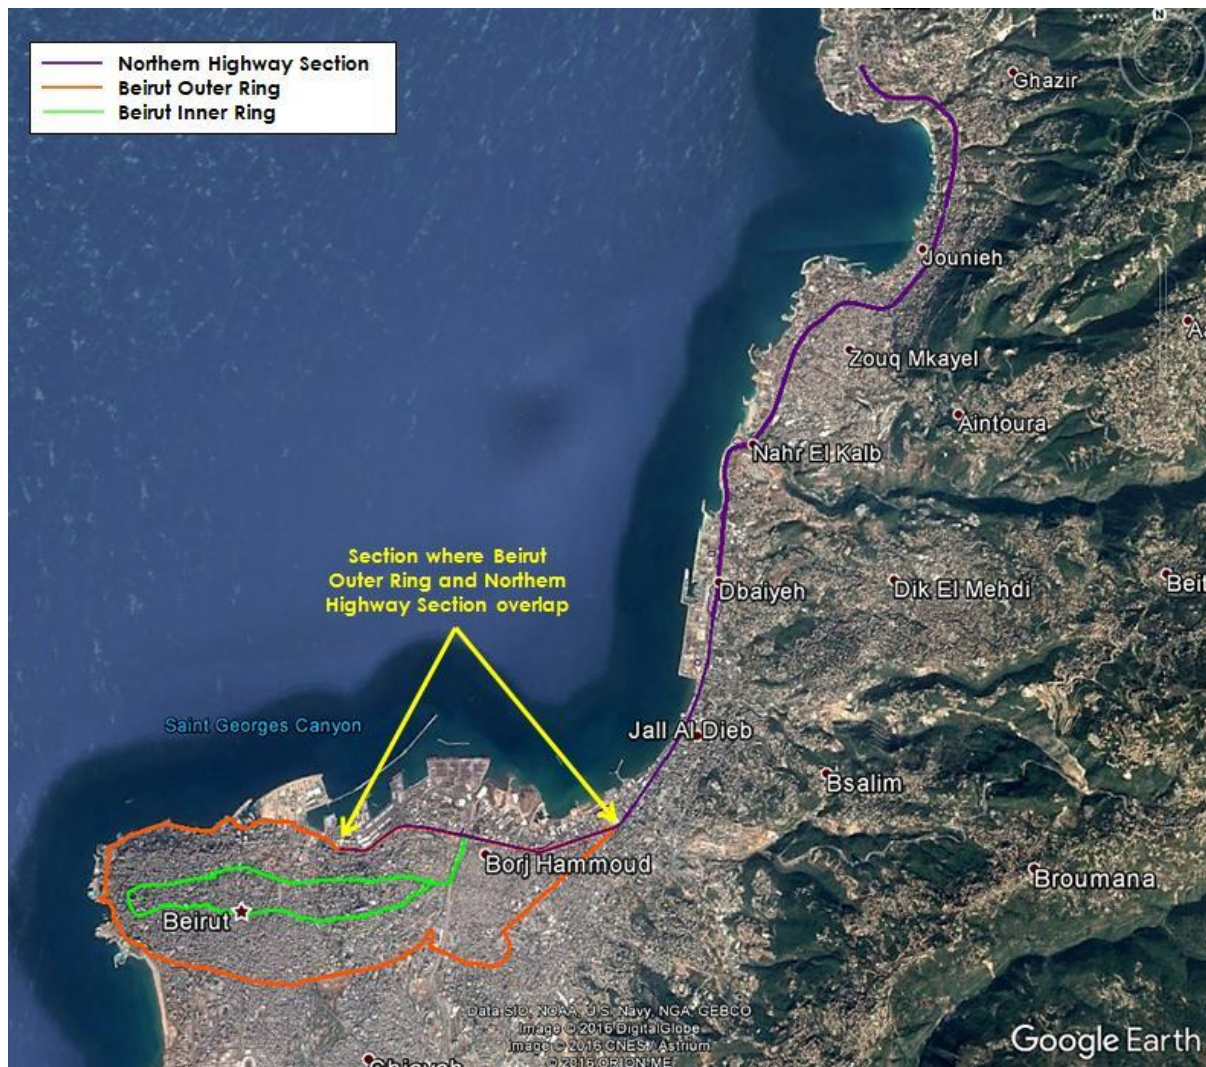 N
Northern Highway Section
Beirut Outer Ring
Beirut Inner Ring
Ghazir
Jounieh
Zouq Mkayel
Aintoura
Nahr El Kalb
Section where Beirut
Outer Ring and Northern
Highway Section overlap
Dbaiyeh
Dik El Mehdi
Beit
Saint Georges Canyon
Jall Al Dieb
Bsalim
Borj Hammoud
Broumana
Beirut
Data SIO, NOAA, U.S. Navy, NGA, GEBCO
Image © 2016 DigitalGlobe
Image © 2016 CNES / Astrium
© 2016 ORION-ME
Google Earth